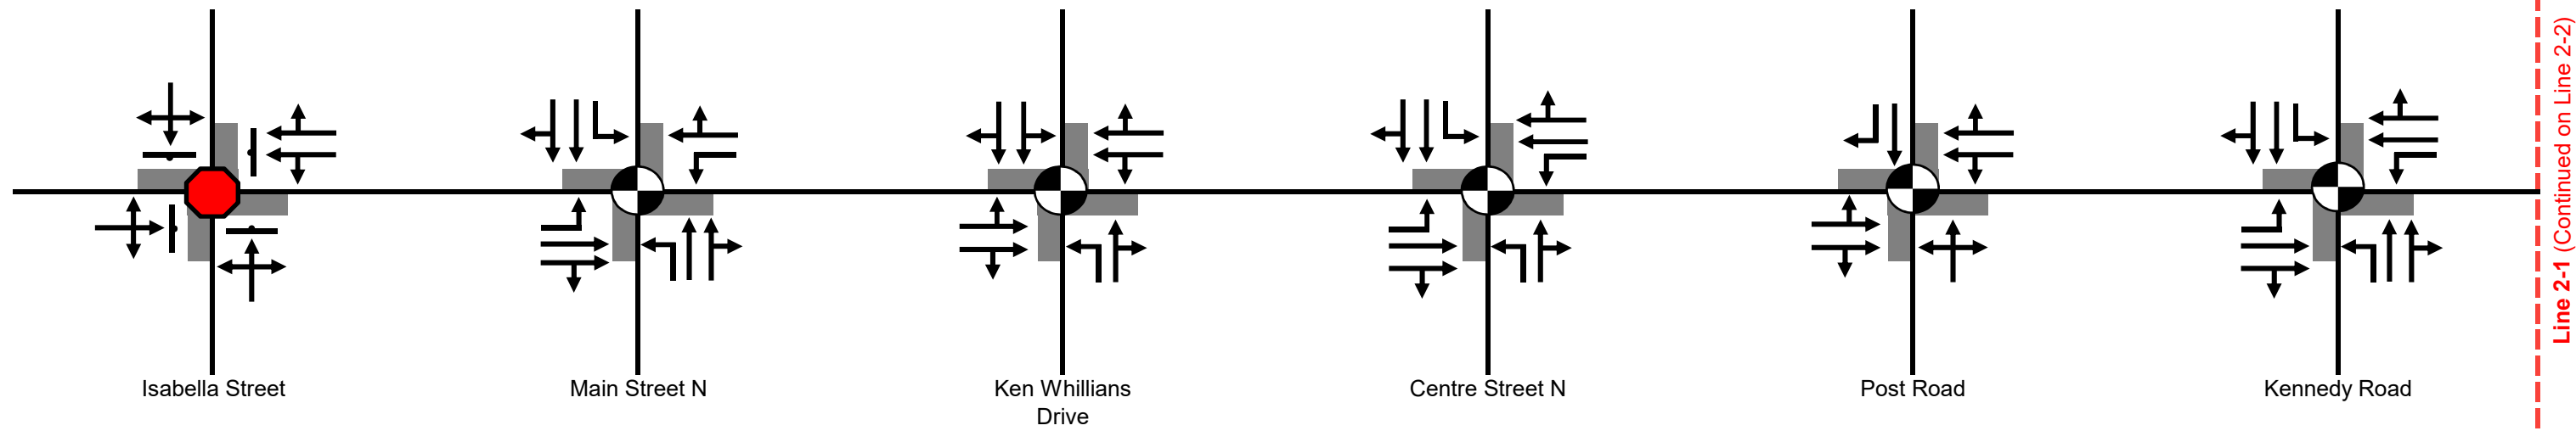 Isabella Street
Main Street N
Ken Whillians
Drive
Centre Street N
Post Road
Kennedy Road
Line 2-1 (Continued on Line 2-2)